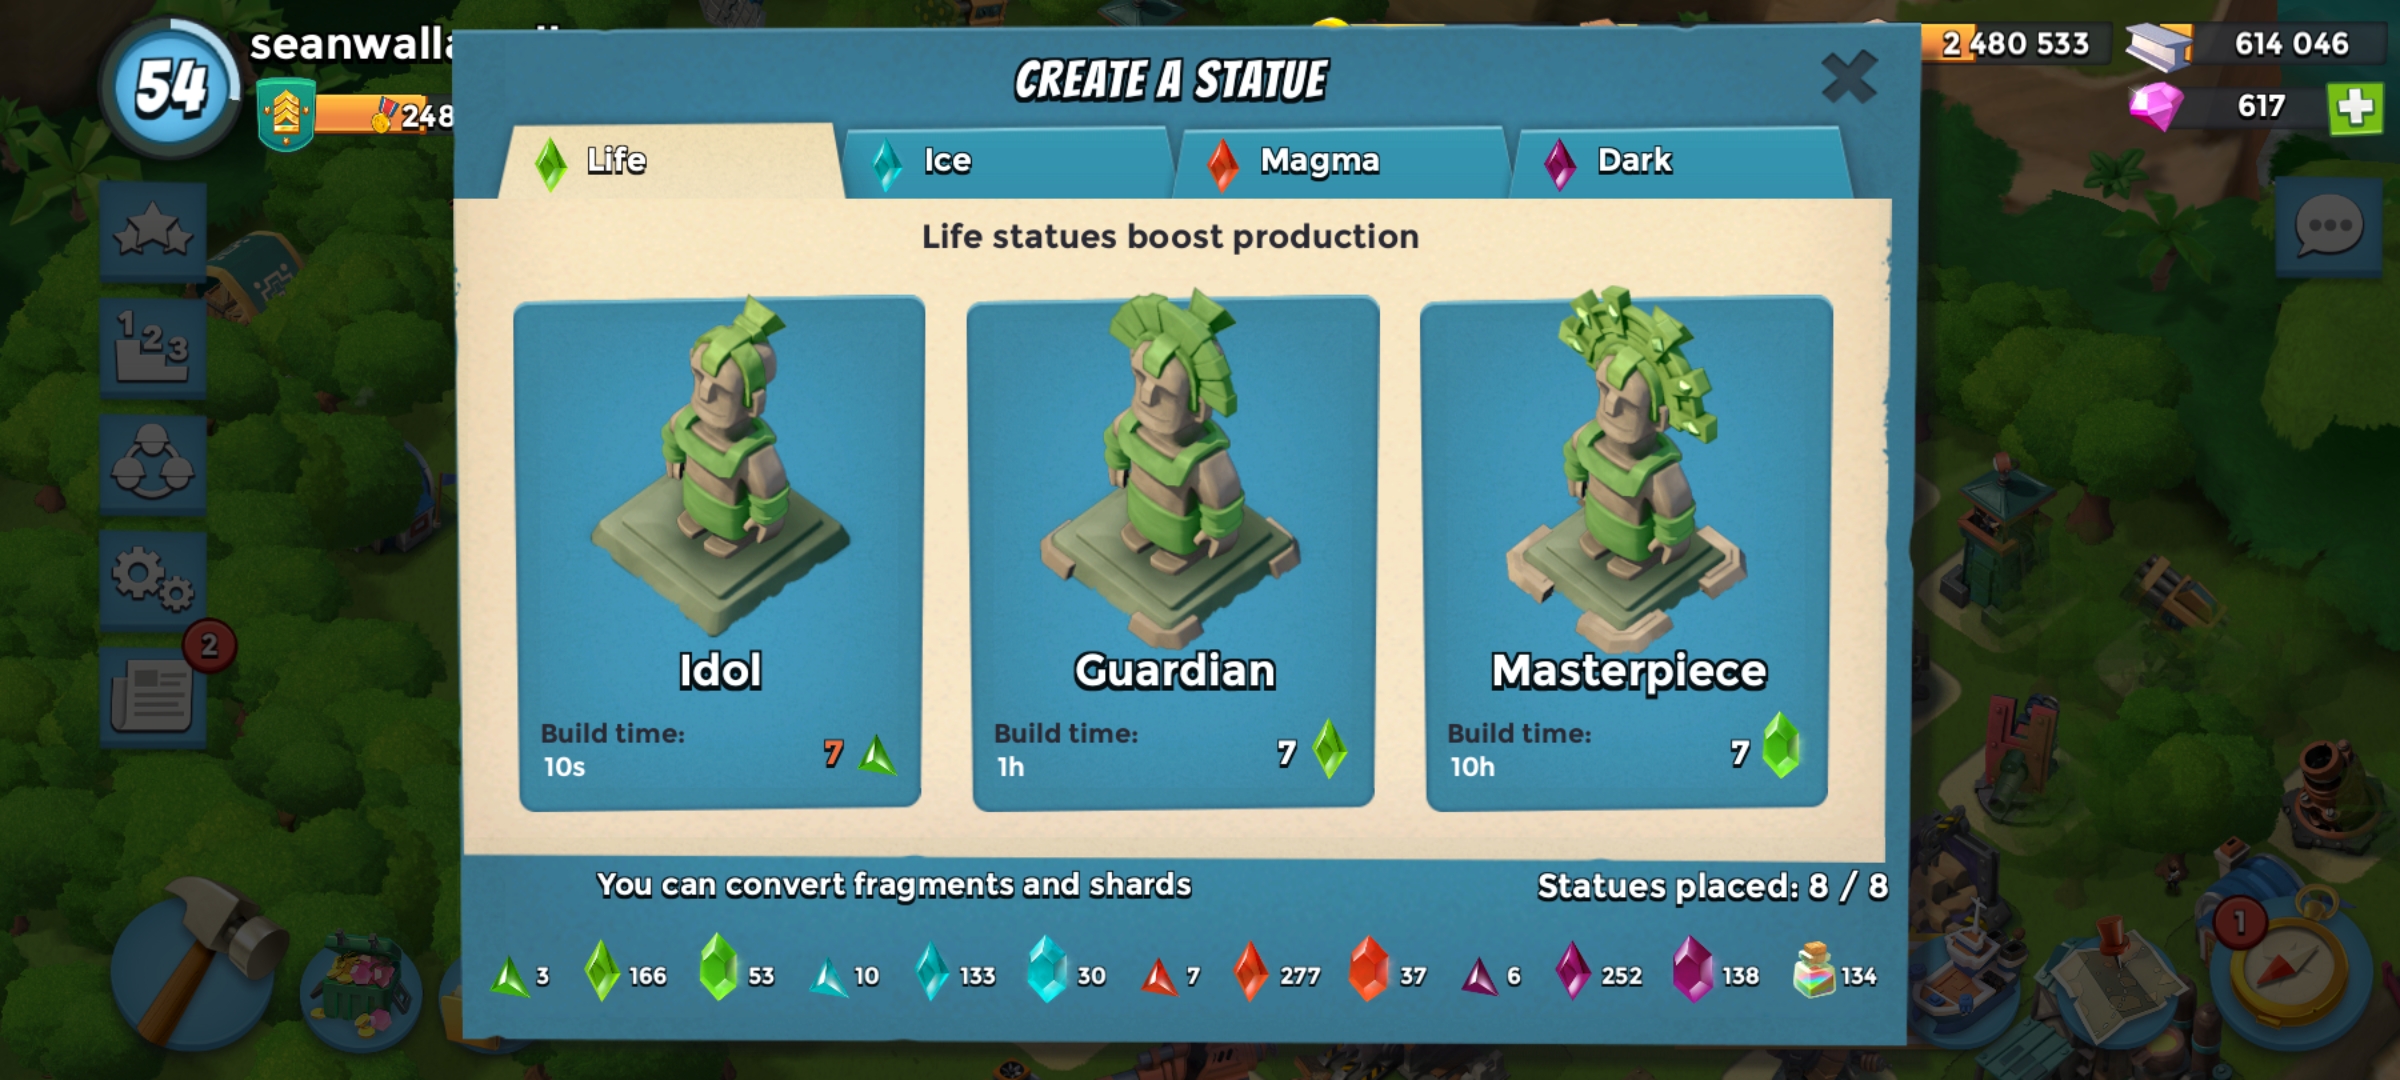 54
248
2 480 533
614 046
617
CREATE A STATUE
Life
Ice
Magma
Dark
Life statues boost production
1 2 3
2
Idol
Build time:
10s
7
Guardian
Build time:
1h
7
Masterpiece
Build time:
10h
7
You can convert fragments and shards
Statues placed: 8 / 8
3
166
53
10
133
30
7
277
37
6
252
138
134
1